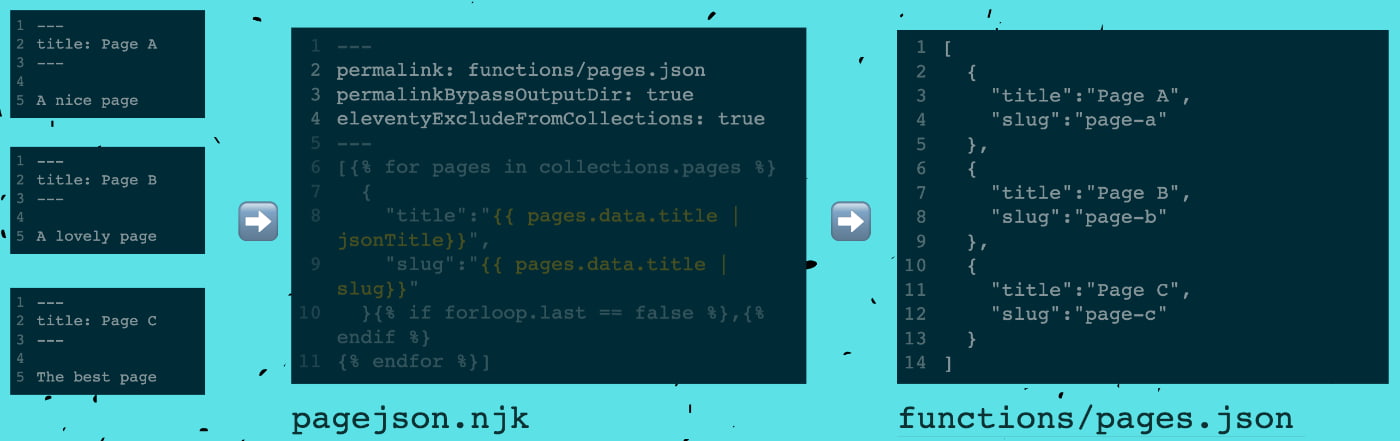 1 ---
2 title: Page A
3 ---
4
5 A nice page
1 ---
2 title: Page B
3 ---
4
5 A lovely page
1 ---
2 title: Page C
3 ---
4
5 The best page
1 ---
2 permalink: functions/pages.json
3 permalinkBypassOutputDir: true
4 eleventyExcludeFromCollections: true
5 ---
6 [{% for pages in collections.pages %}
7 {
8 "title":"{{ pages.data.title |
jsonTitle}}",
9 "slug":"{{ pages.data.title |
slug}}"
10 }{% if forloop.last == false %},{%
endif %}
11 {% endfor %}]
pagejson.njk
1 [
2 {
3 "title":"Page A",
4 "slug":"page-a"
5 },
6 {
7 "title":"Page B",
8 "slug":"page-b"
9 },
10 {
11 "title":"Page C",
12 "slug":"page-c"
13 }
14 ]
functions/pages.json